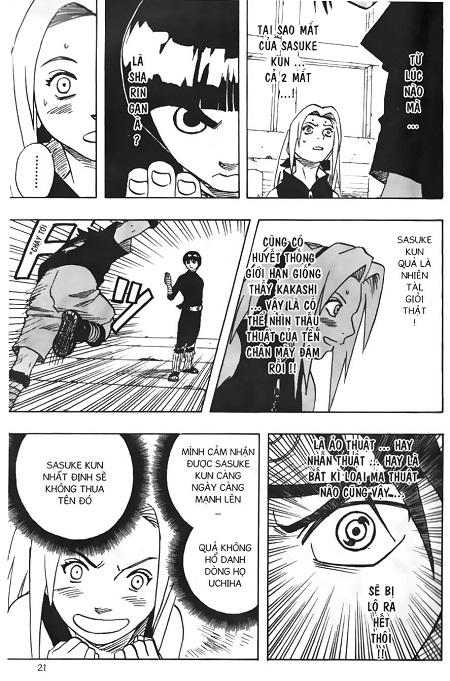 TỪ
LÚC
NÀO
MÀ
...
TẠI SAO MẮT
CỦA SASUKE
KUN ...
CẢ 2 MẮT
...!
LÀ
SHA
RIN
GAN
À?
........
SASUKE
KUN
QUẢ LÀ
NHIÊN
TÀI,
GIỎI
THẬT
!
CŨNG CÓ
HUYẾT THỐNG
GIỚI HẠN GIỐNG
THẦY KAKASHI
... VẬY LÀ CÓ
THỂ NHÌN THẤU
THUẬT CỦA TÊN
CHÂN MÀY ĐẬM
RỒI !!
*CHẠY TỚI
LÀ ẢO THUẬT ... HAY
NHẪN THUẬT ... HAY LÀ
BẤT KÌ LOẠI MA THUẬT
NÀO CŨNG VẬY ...
SẼ BỊ
LỘ RA
HẾT
THÔI
!!
MÌNH CẢM NHẬN
ĐƯỢC SASUKE
KUN CÀNG
NGÀY CÀNG
MẠNH LÊN
...
QUẢ KHÔNG
HỔ DANH
DÒNG HỌ
UCHIHA
SASUKE KUN
NHẤT ĐỊNH SẼ
KHÔNG THUA
TÊN ĐÓ
21